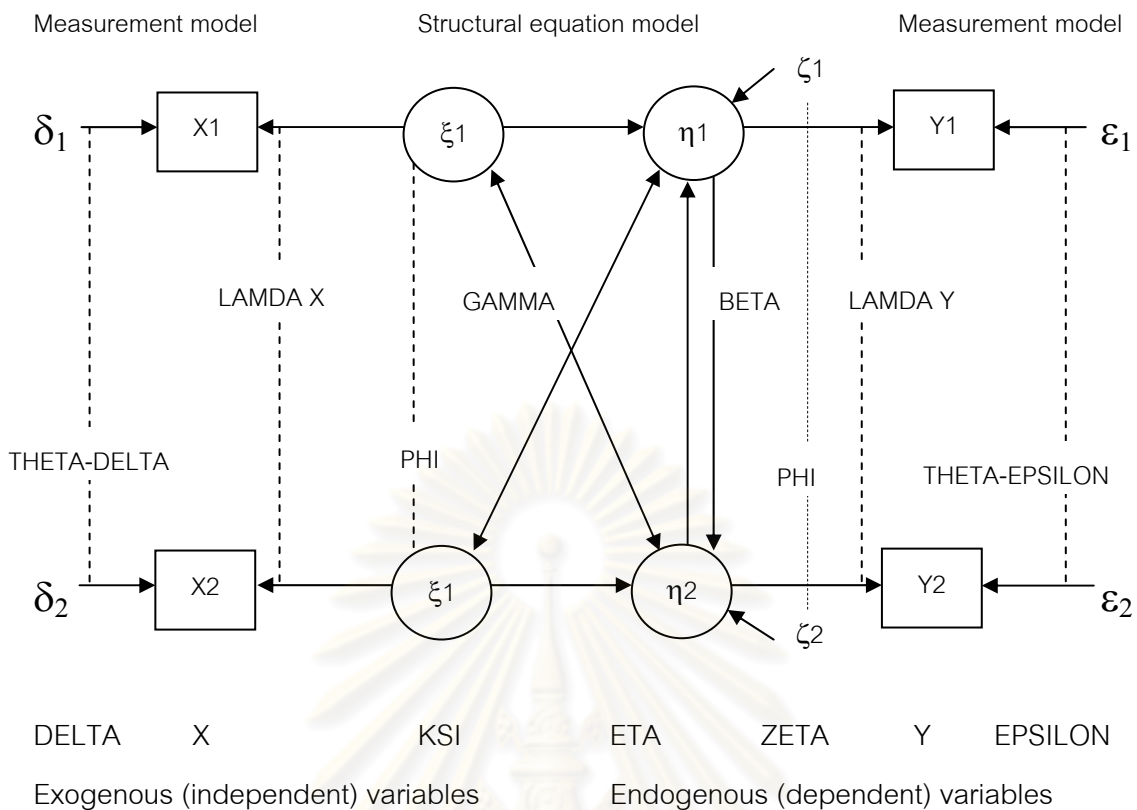 Measurement model Structural equation model Measurement model
ζ1
δ1 X1 ξ1 η1 Y1 ε1
LAMDA X GAMMA BETA LAMDA Y
THETA-DELTA PHI PHI THETA-EPSILON
δ2 X2 ξ1 η2 Y2 ε2
ζ2
DELTA X KSI ETA ZETA Y EPSILON
Exogenous (independent) variables Endogenous (dependent) variables